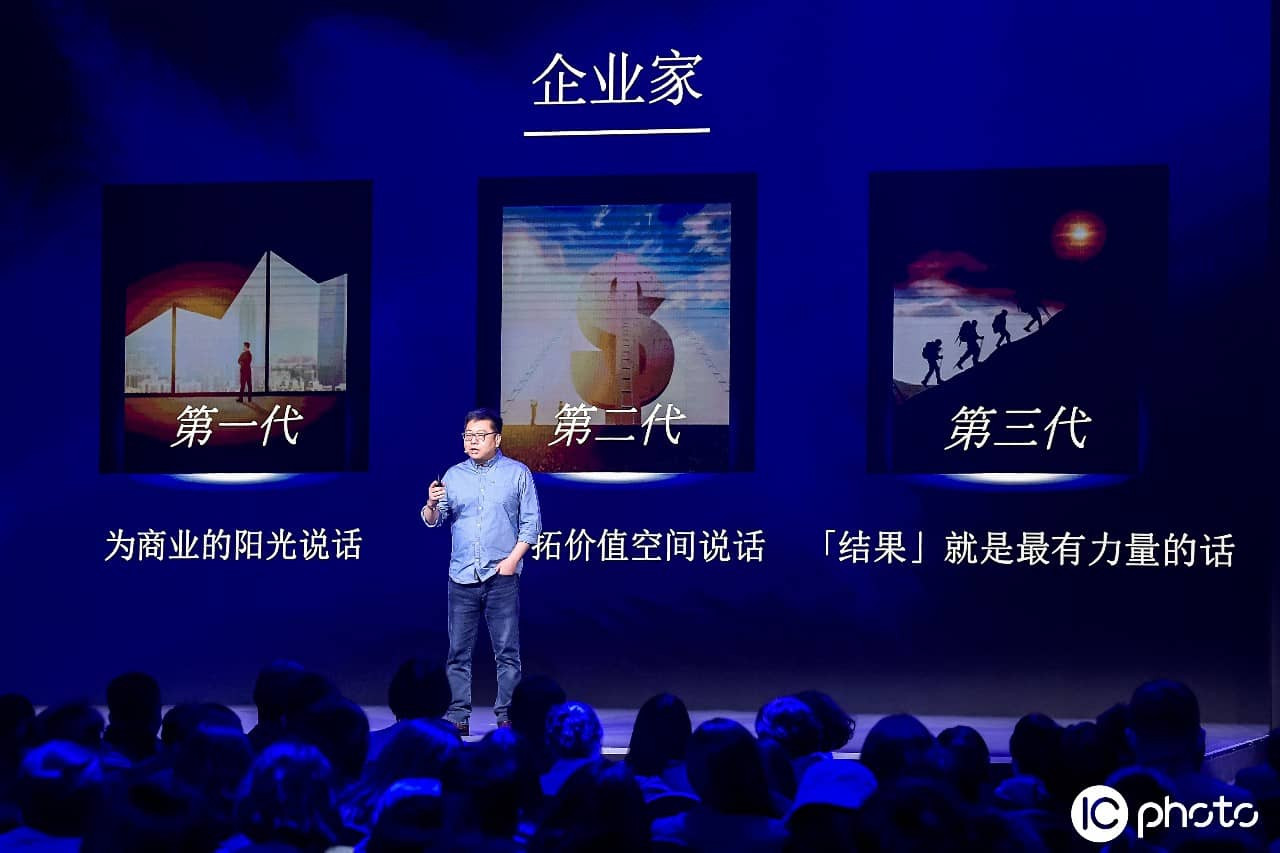 企业家
第一代
第二代
第三代
为商业的阳光说话
拓价值空间说话
「结果」就是最有力量的话
IC photo